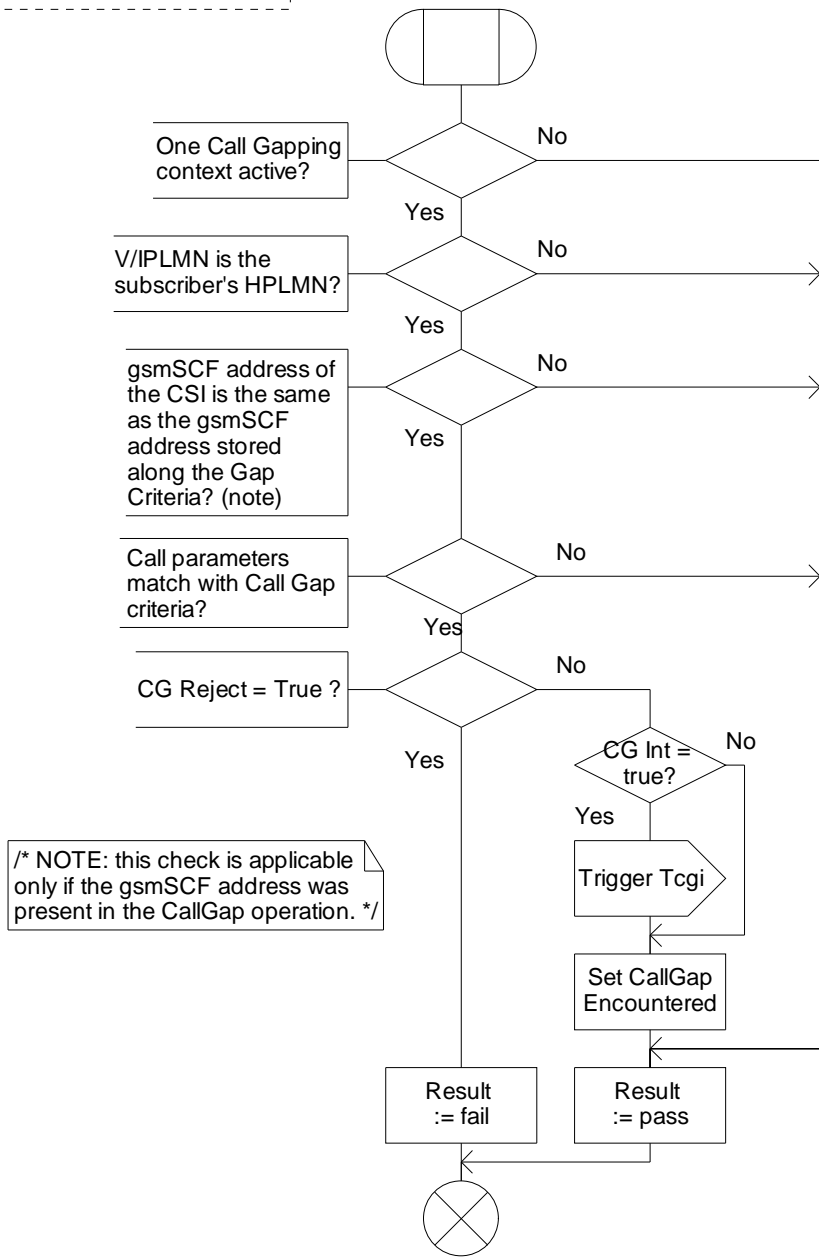 One Call Gapping
context active?
No
Yes
V/IPLMN is the
subscriber's HPLMN?
No
Yes
gsmSCF address of
the CSI is the same
as the gsmSCF
address stored
along the Gap
Criteria? (note)
No
Yes
Call parameters
match with Call Gap
criteria?
No
Yes
CG Reject = True ?
No
Yes
CG Int =
true?
No
Yes
Trigger Tcgi
/* NOTE: this check is applicable
only if the gsmSCF address was
present in the CallGap operation. */
Set CallGap
Encountered
Result
:= fail
Result
:= pass